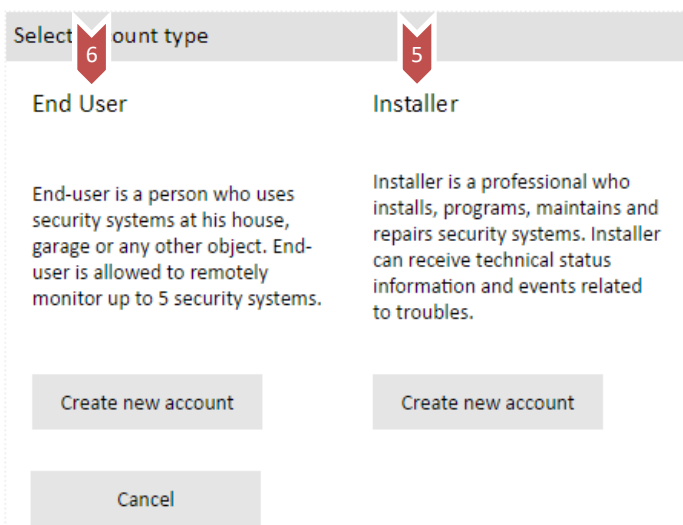 Select ount type
6
5
End User
End-user is a person who uses
security systems at his house,
garage or any other object. End-
user is allowed to remotely
monitor up to 5 security systems.
Create new account
Cancel
Installer
Installer is a professional who
installs, programs, maintains and
repairs security systems. Installer
can receive technical status
information and events related
to troubles.
Create new account